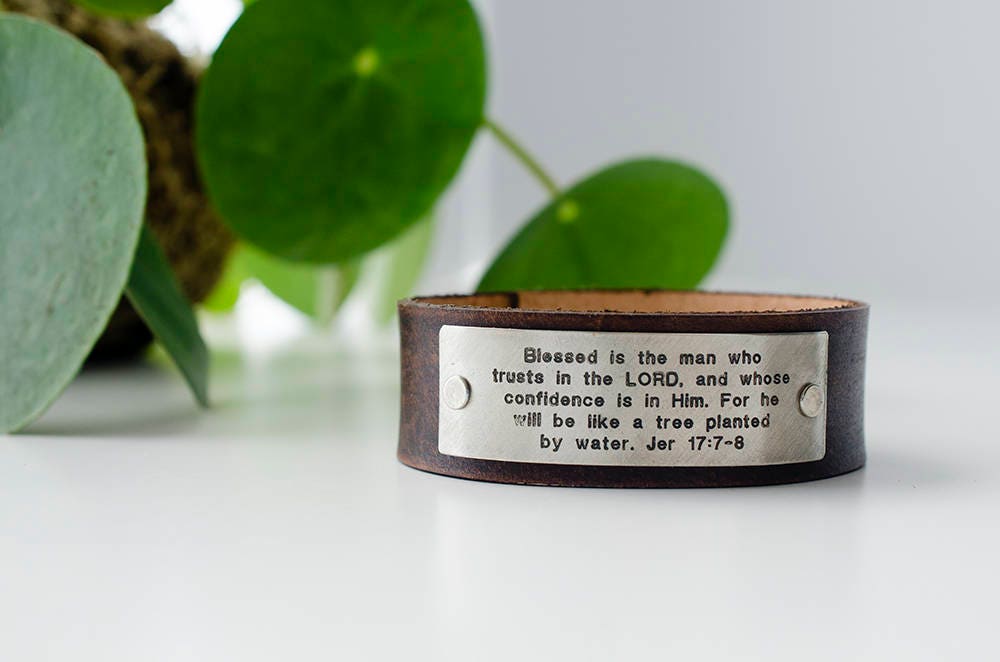 Blessed is the man who
trusts in the LORD, and whose
confidence is in Him. For he
will be like a tree planted
by water. Jer 17:7-8